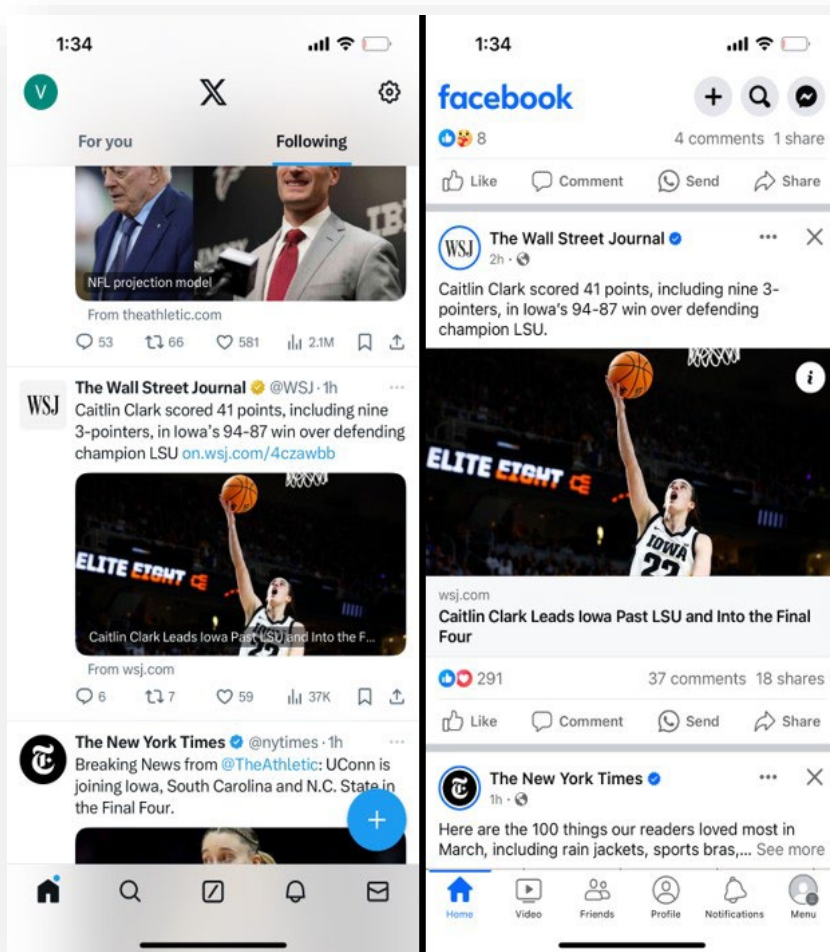 1:34
V
X
For you
Following
IBI
NFL projection model
From theathletic.com
53 66 581 2.1M
The Wall Street Journal @WSJ · 1h
WSJ
Caitlin Clark scored 41 points, including nine
3-pointers, in Iowa's 94-87 win over defending
champion LSU on.wsj.com/4czawbb
ELITE EIGHT
Caitlin Clark Leads Iowa Past LSU and Into the F...
22
From wsj.com
6 7 59 37K
The New York Times @nytimes · 1h
T
Breaking News from @TheAthletic: UConn is
joining Iowa, South Carolina and N.C. State in
the Final Four.
1:34
facebook
8
4 comments 1 share
Like Comment Send Share
The Wall Street Journal
WSJ
2h ·
Caitlin Clark scored 41 points, including nine 3-
pointers, in Iowa's 94-87 win over defending
champion LSU.
i
ELITE EIGHT
IOWA
22
wsj.com
Caitlin Clark Leads Iowa Past LSU and Into the Final
Four
291
37 comments 18 shares
Like Comment Send Share
The New York Times
T
1h ·
Here are the 100 things our readers loved most in
March, including rain jackets, sports bras,... See more
Home Video Friends Profile Notifications Menu